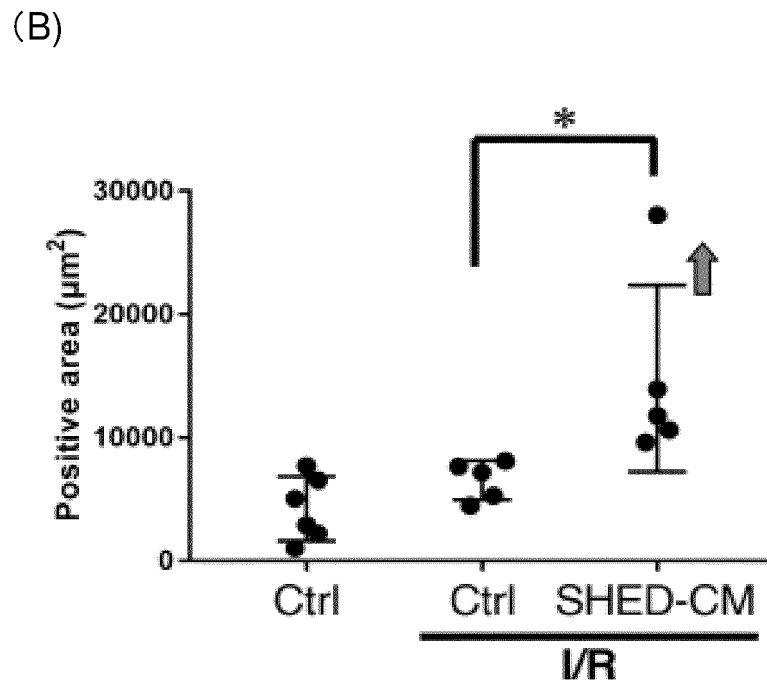 (B)
*
30000
20000
10000
0
Positive area (μm²)
Ctrl
Ctrl SHED-CM
I/R